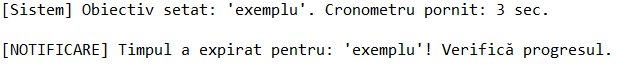 [Sistem] Obiectiv setat: 'exemplu'. Cronometru pornit: 3 sec.
[NOTIFICARE] Timpul a expirat pentru: 'exemplu'! Verifică progresul.